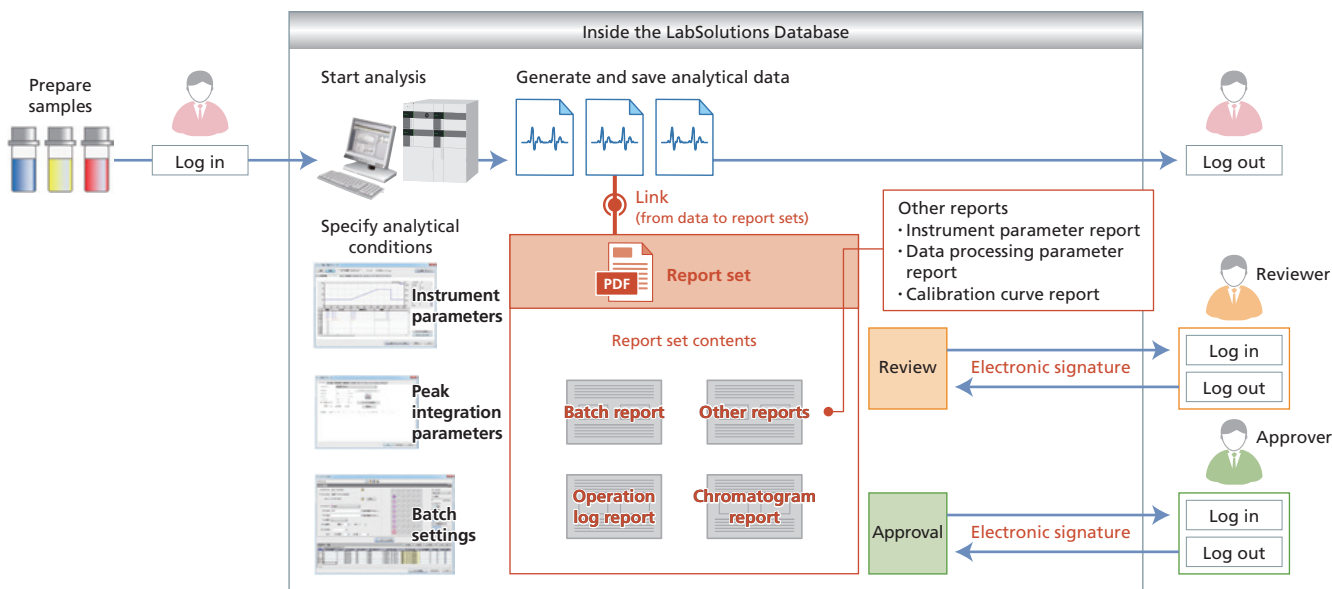 Inside the LabSolutions Database
Prepare
samples
Log in
Start analysis
Generate and save analytical data
Log out
Link
(from data to report sets)
Specify analytical
conditions
Instrument
parameters
Peak
integration
parameters
Batch
settings
PDF
Report set
Report set contents
Batch report
Other reports
Operation
log report
Chromatogram
report
Other reports
・Instrument parameter report
・Data processing parameter
report
・Calibration curve report
Reviewer
Review
Electronic signature
Log in
Log out
Approver
Approval
Electronic signature
Log in
Log out